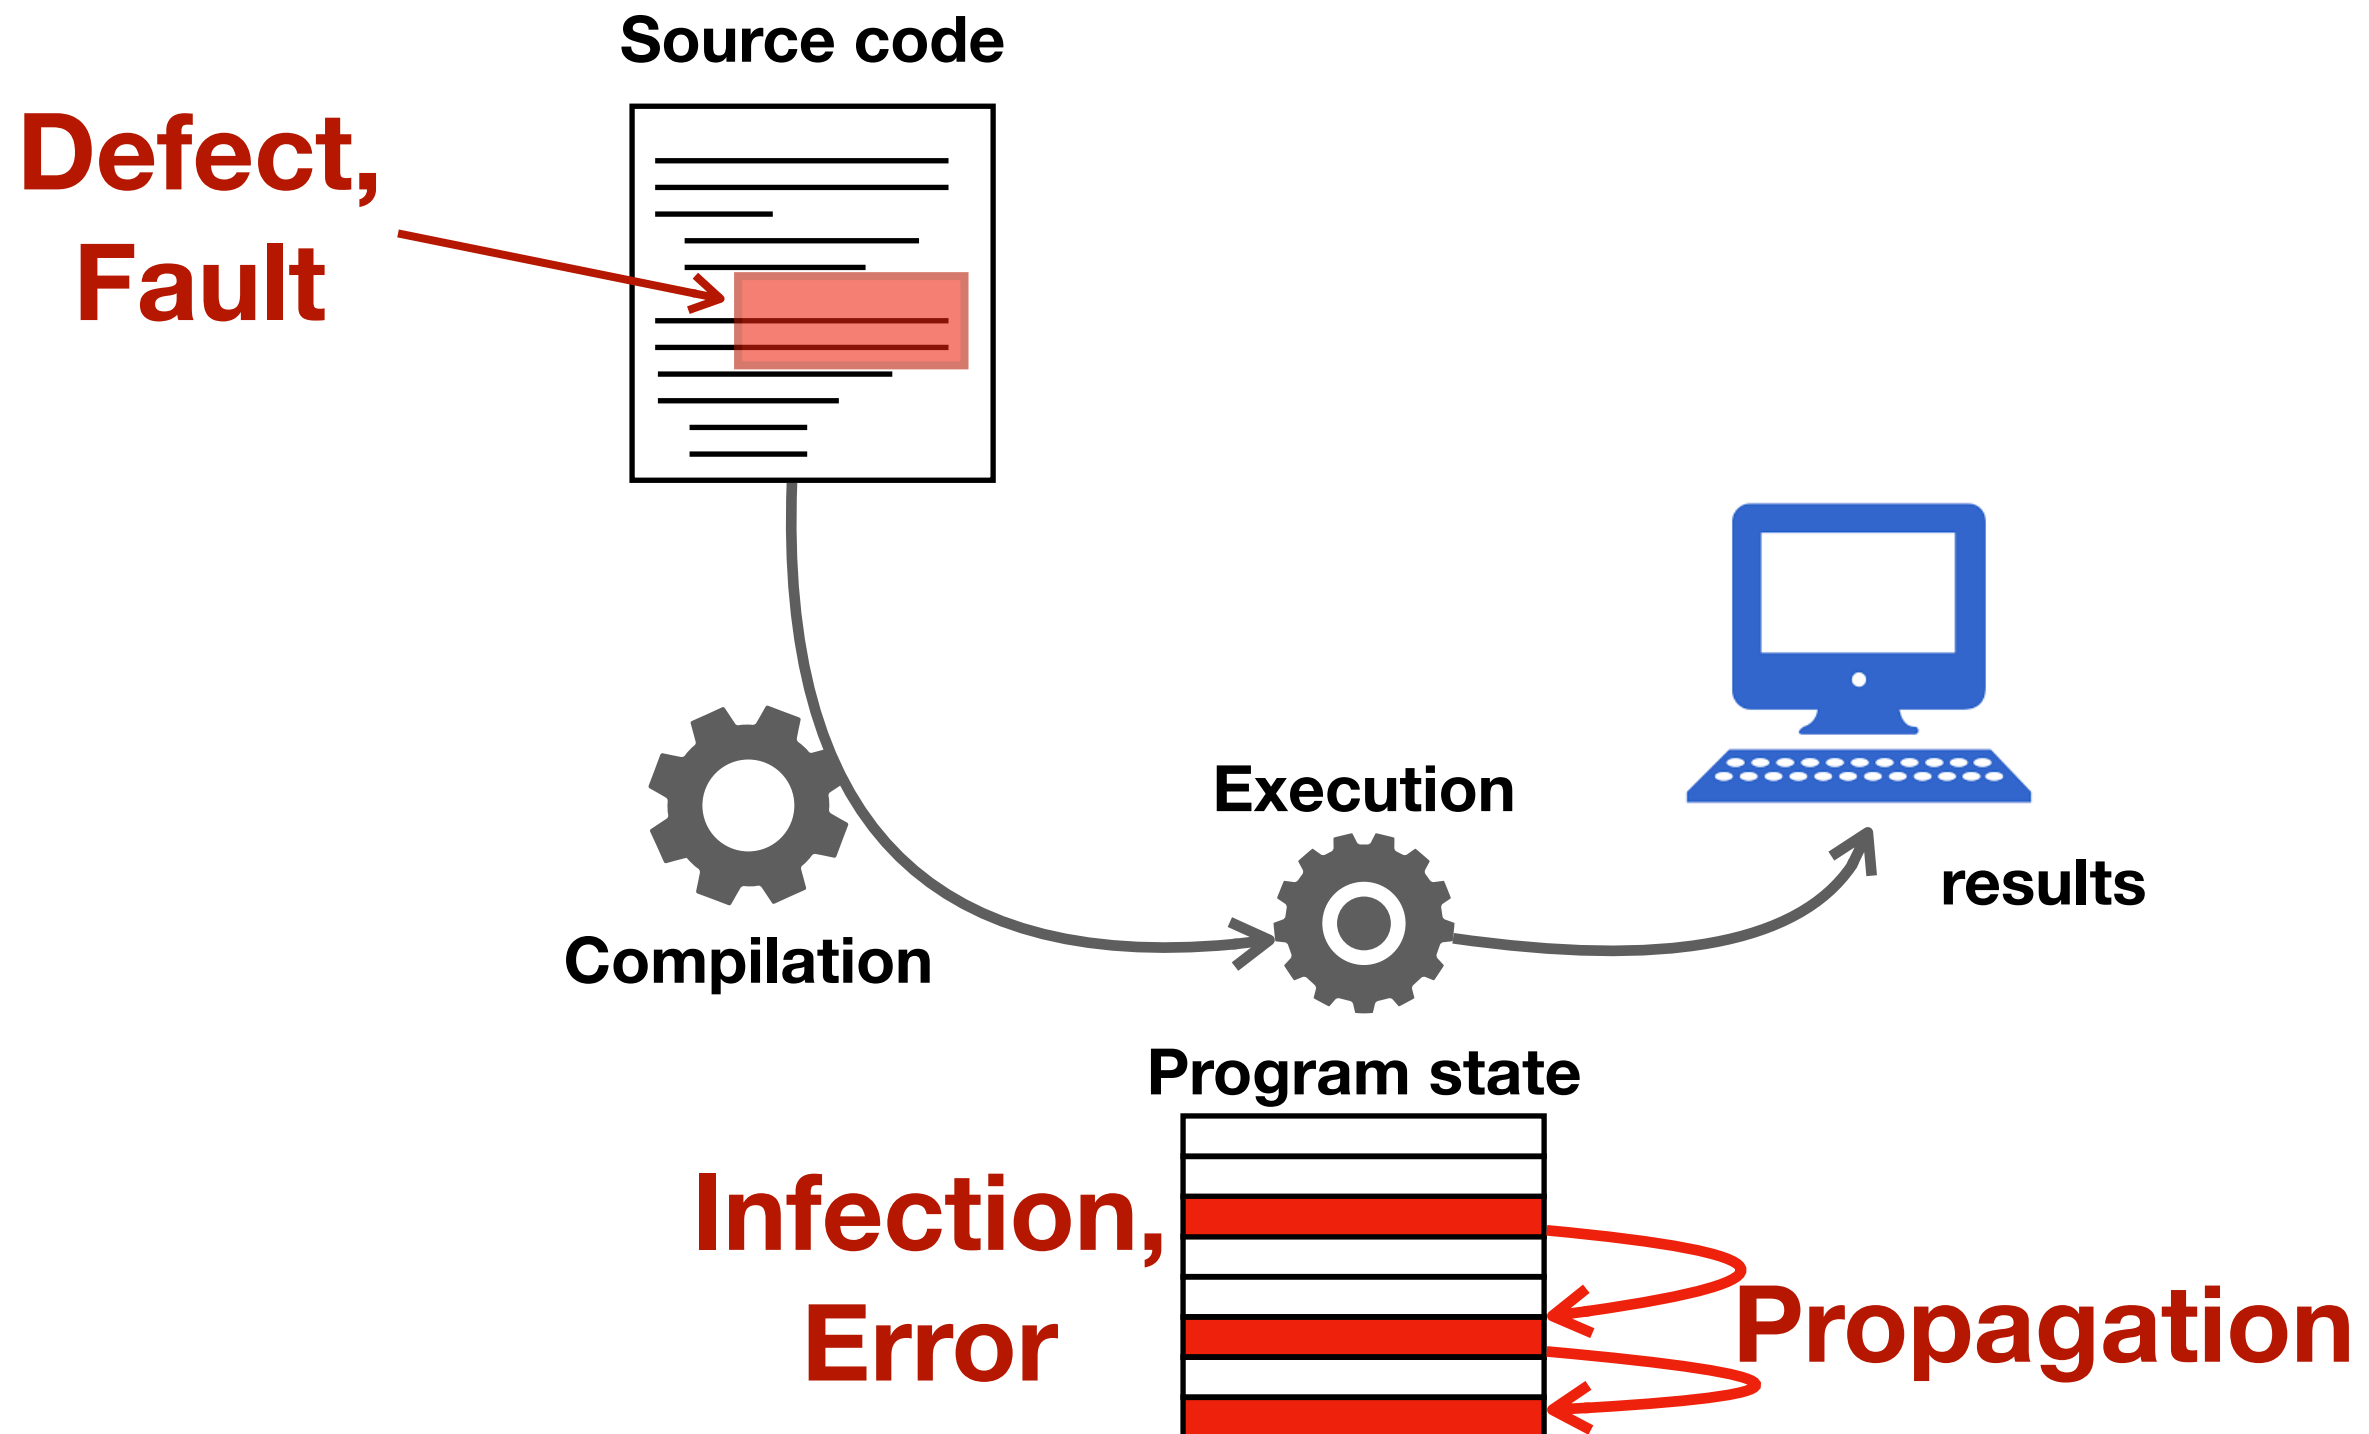 Source code
Defect,
Fault
Execution
results
Compilation
Program state
Infection,
Error
Propagation